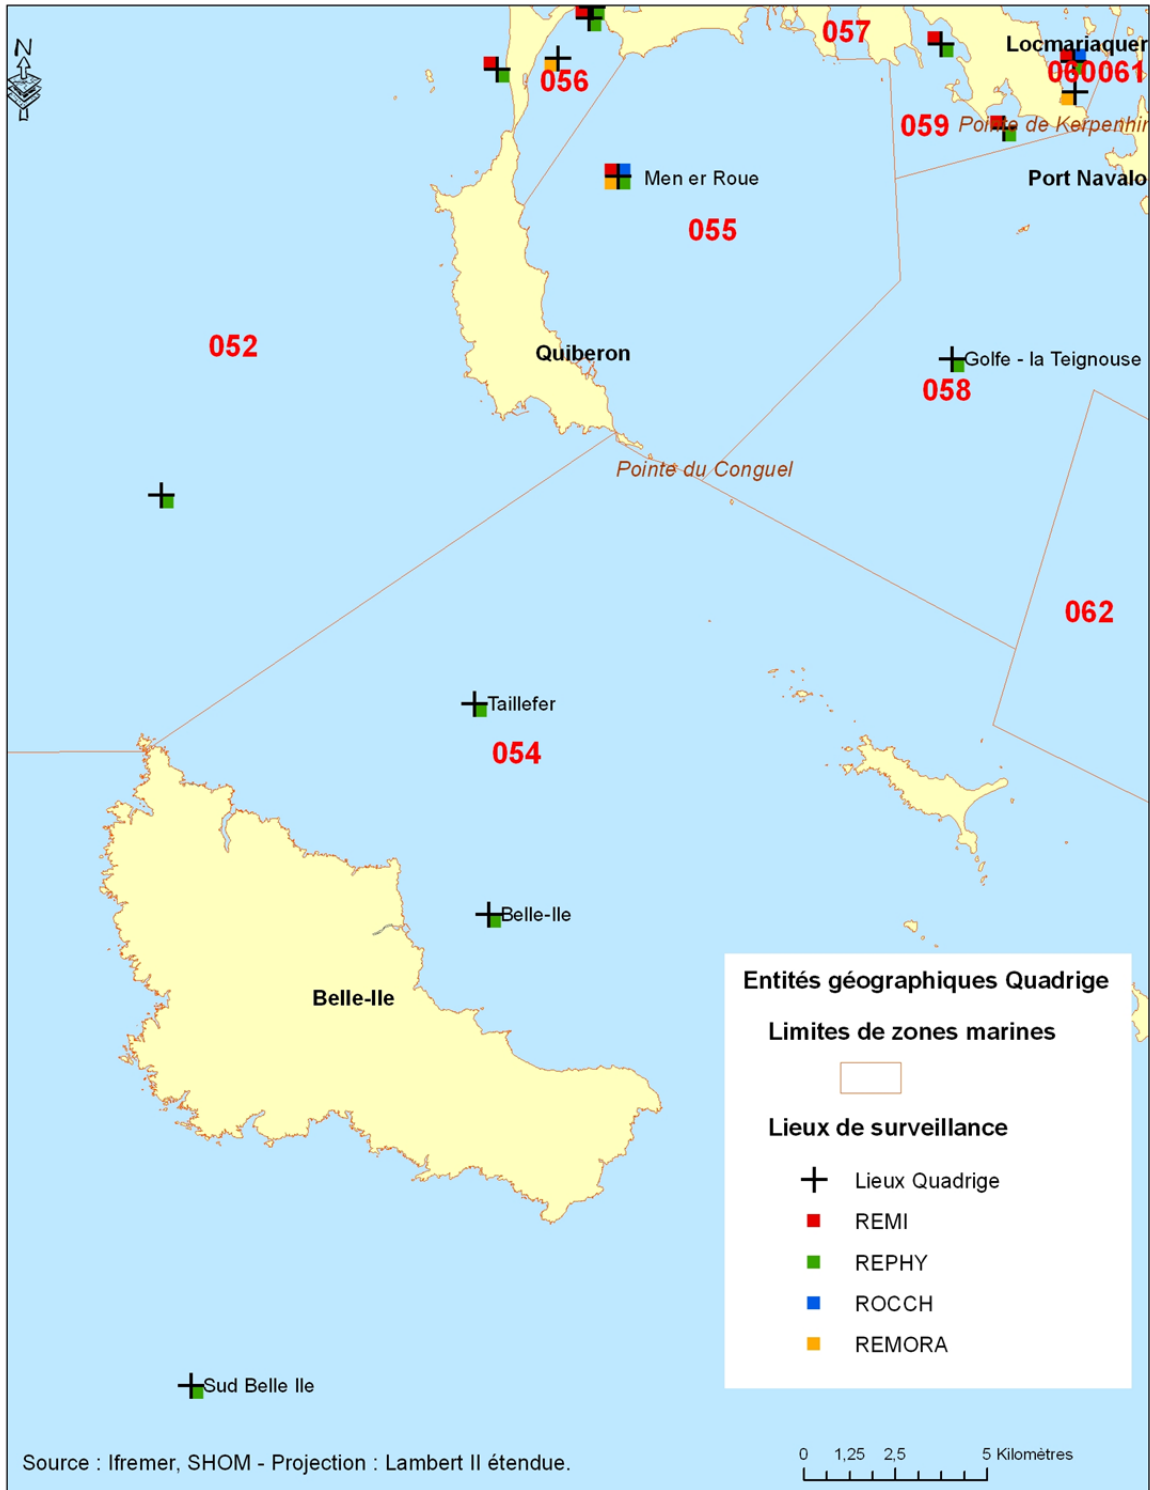 N
057
Locmariaquer
056
060061
059
Pointe de Kerpenhir
Men er Roue
Port Navalo
055
052
Quiberon
Golfe - la Teignouse
058
Pointe du Conguel
062
Taillefer
054
Belle-Ile
Belle-Ile
Entités géographiques Quadrige
Limites de zones marines
Lieux de surveillance
Lieux Quadrige
REMI
REPHY
ROCCH
REMORA
Sud Belle Ile
Source : Ifremer, SHOM - Projection : Lambert II étendue.
0 1,25 2,5 5 Kilomètres